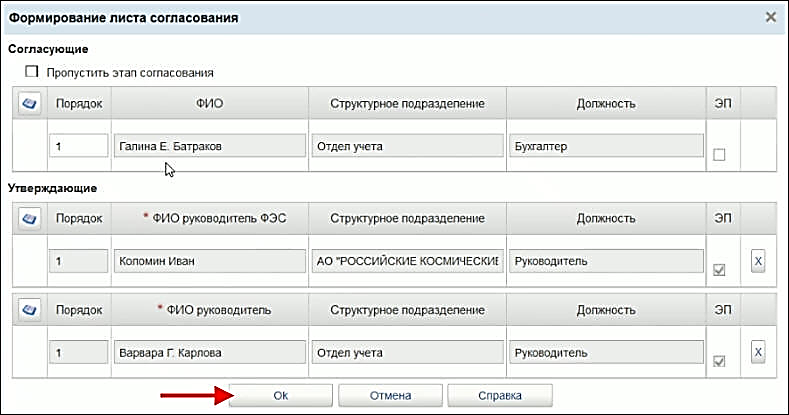 Формирование листа согласования
Согласующие
Пропустить этап согласования
Порядок ФИО Структурное подразделение Должность ЭП
1 Галина Е. Батраков Отдел учета Бухгалтер
Утверждающие
Порядок * ФИО руководитель ФЭС Структурное подразделение Должность ЭП
1 Коломин Иван АО "РОССИЙСКИЕ КОСМИЧЕСКИЕ Руководитель X
Порядок * ФИО руководитель Структурное подразделение Должность ЭП
1 Варвара Г. Карлова Отдел учета Руководитель X
Ok Отмена Справка